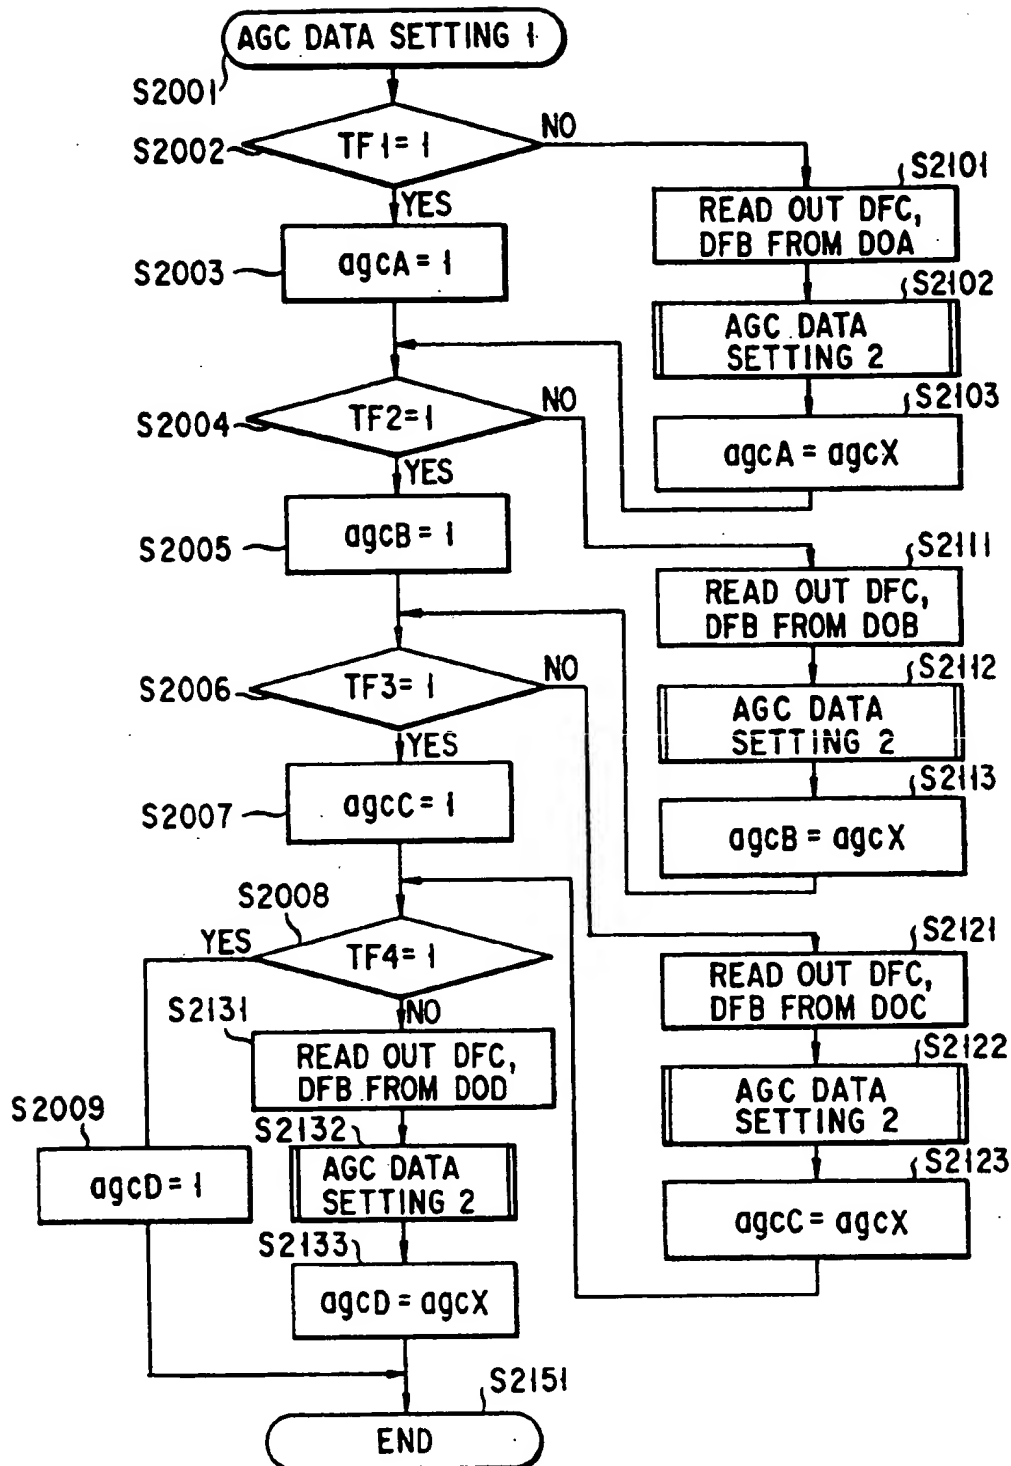 AGC DATA SETTING 1
S2001
S2002
TF1=1
NO
YES
S2101
READ OUT DFC,
DFB FROM DOA
S2003
agcA=1
S2102
AGC DATA
SETTING 2
S2004
TF2=1
NO
YES
S2103
agcA=agcX
S2005
agcB=1
S2111
READ OUT DFC,
DFB FROM DOB
S2006
TF3=1
NO
YES
S2112
AGC DATA
SETTING 2
S2007
agcC=1
S2113
agcB=agcX
S2008
YES
TF4=1
NO
S2121
READ OUT DFC,
DFB FROM DOC
S2131
READ OUT DFC,
DFB FROM DOD
S2122
AGC DATA
SETTING 2
S2009
agcD=1
S2132
AGC DATA
SETTING 2
S2123
agcC=agcX
S2133
agcD=agcX
S2151
END